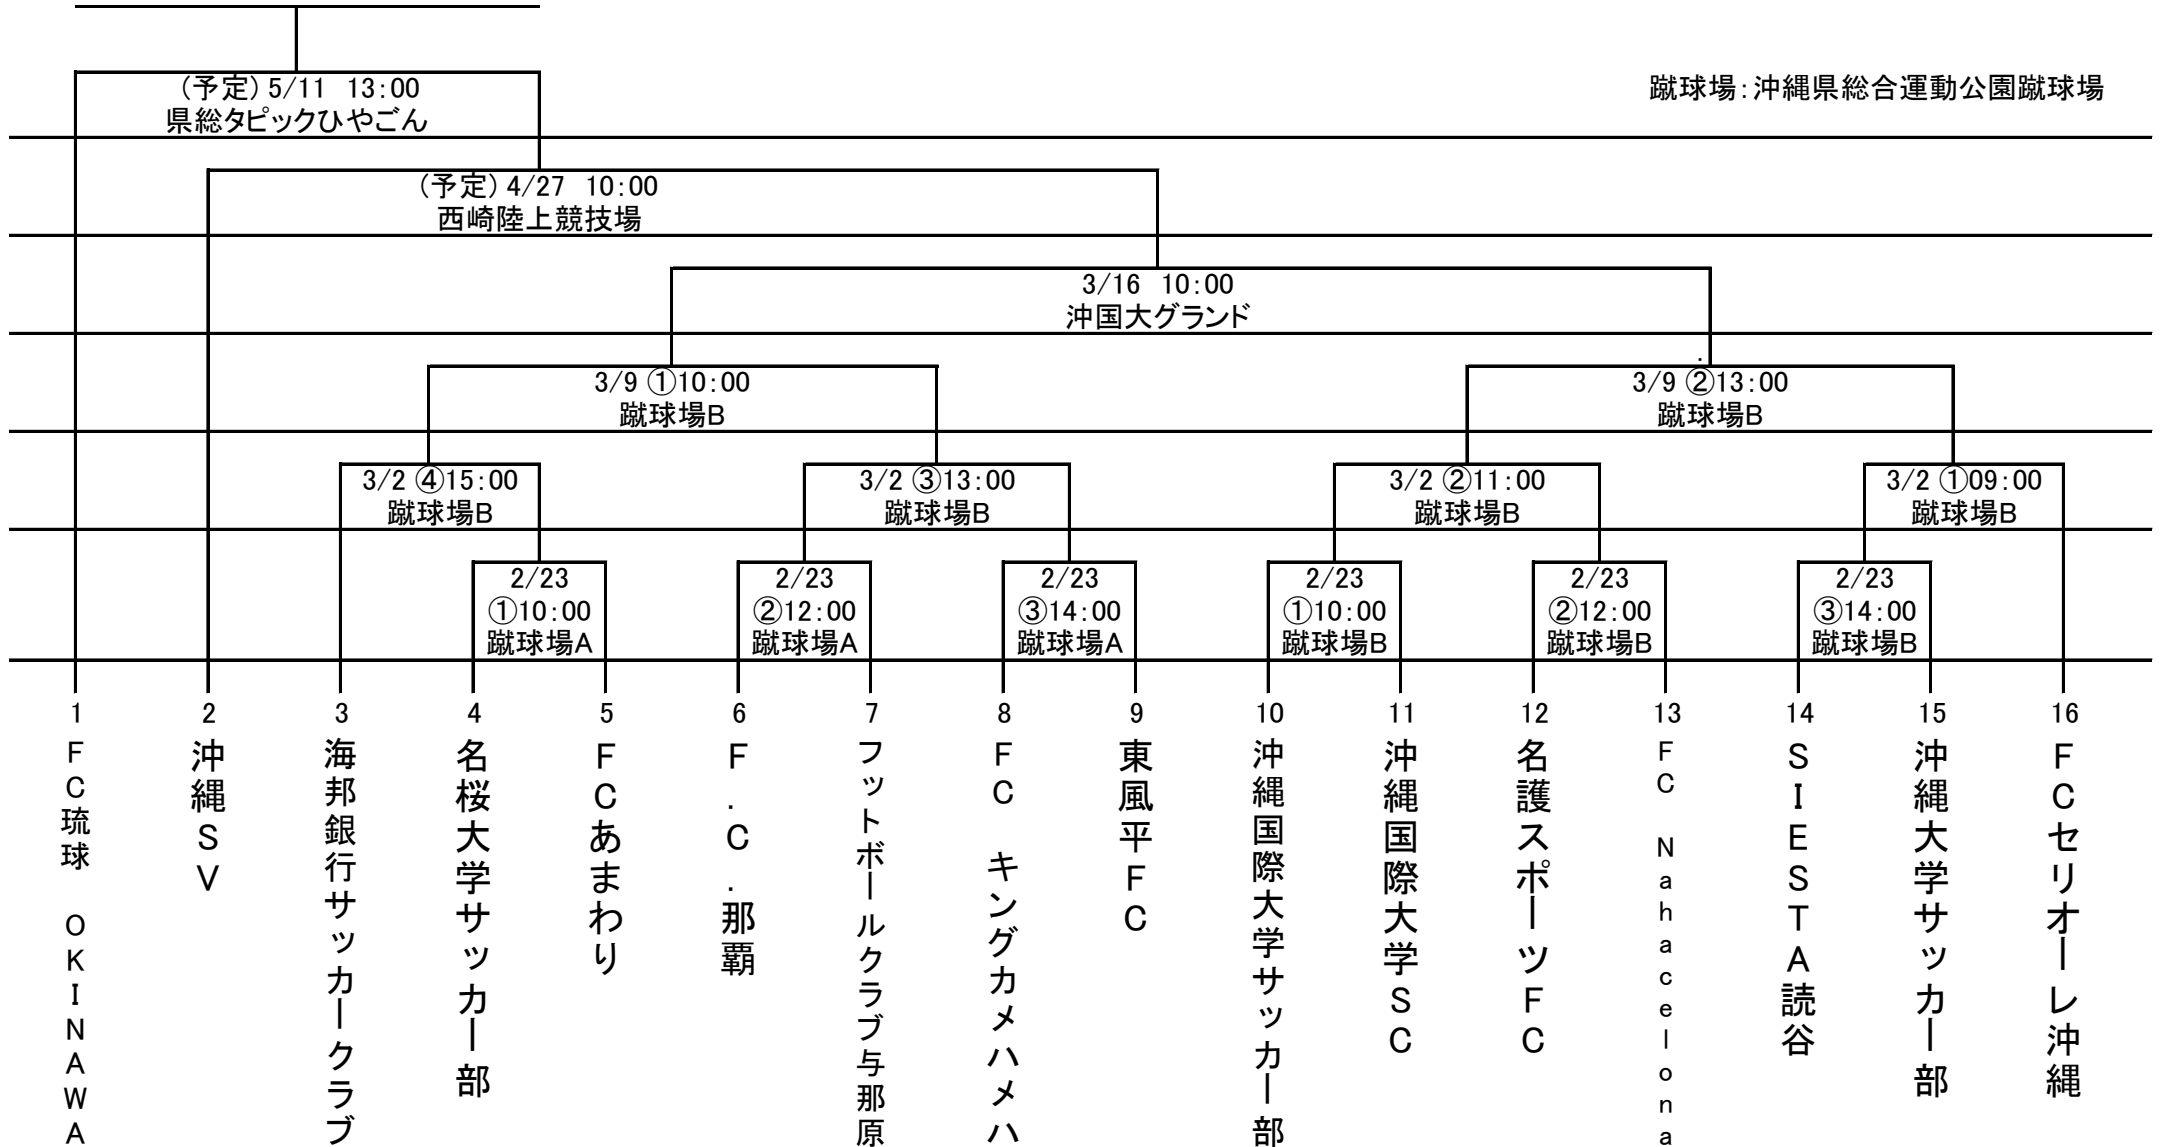 (予定) 5/11 13:00
県総タピックひやごん
蹴球場:沖縄県総合運動公園蹴球場
(予定) 4/27 10:00
西崎陸上競技場
3/16 10:00
沖国大グランド
3/9 ①10:00
蹴球場B
3/9 ②13:00
蹴球場B
3/2 ④15:00
蹴球場B
3/2 ③13:00
蹴球場B
3/2 ②11:00
蹴球場B
3/2 ①09:00
蹴球場B
2/23
①10:00
蹴球場A
2/23
②12:00
蹴球場A
2/23
③14:00
蹴球場A
2/23
①10:00
蹴球場B
2/23
②12:00
蹴球場B
2/23
③14:00
蹴球場B
1
FC琉球 OKINAWA
2
沖縄SV
3
海邦銀行サッカークラブ
4
名桜大学サッカー部
5
FCあまわり
6
F.C.那覇
7
フットボールクラブ与那原
8
FC キングカメハメハ
9
東風平FC
10
沖縄国際大学サッカー部
11
沖縄国際大学SC
12
名護スポーツFC
13
FC Nahacelona
14
SIESTA読谷
15
沖縄大学サッカー部
16
FCセリオーレ沖縄